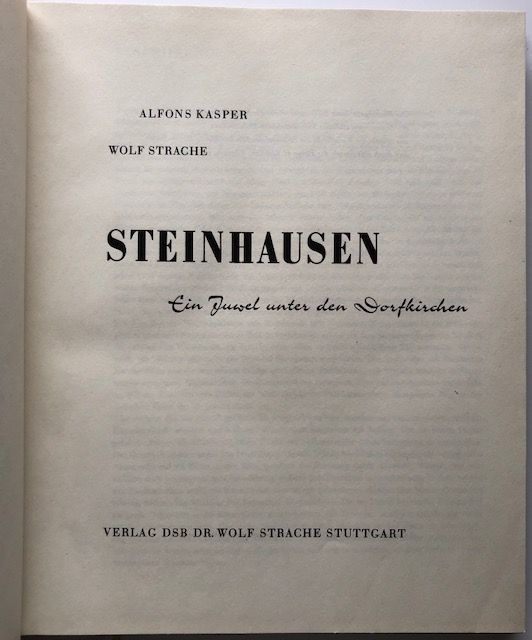 ALFONS KASPER
WOLF STRACHE
STEINHAUSEN
Ein Juwel unter den Dorfkirchen
VERLAG DSB DR. WOLF STRACHE STUTTGART